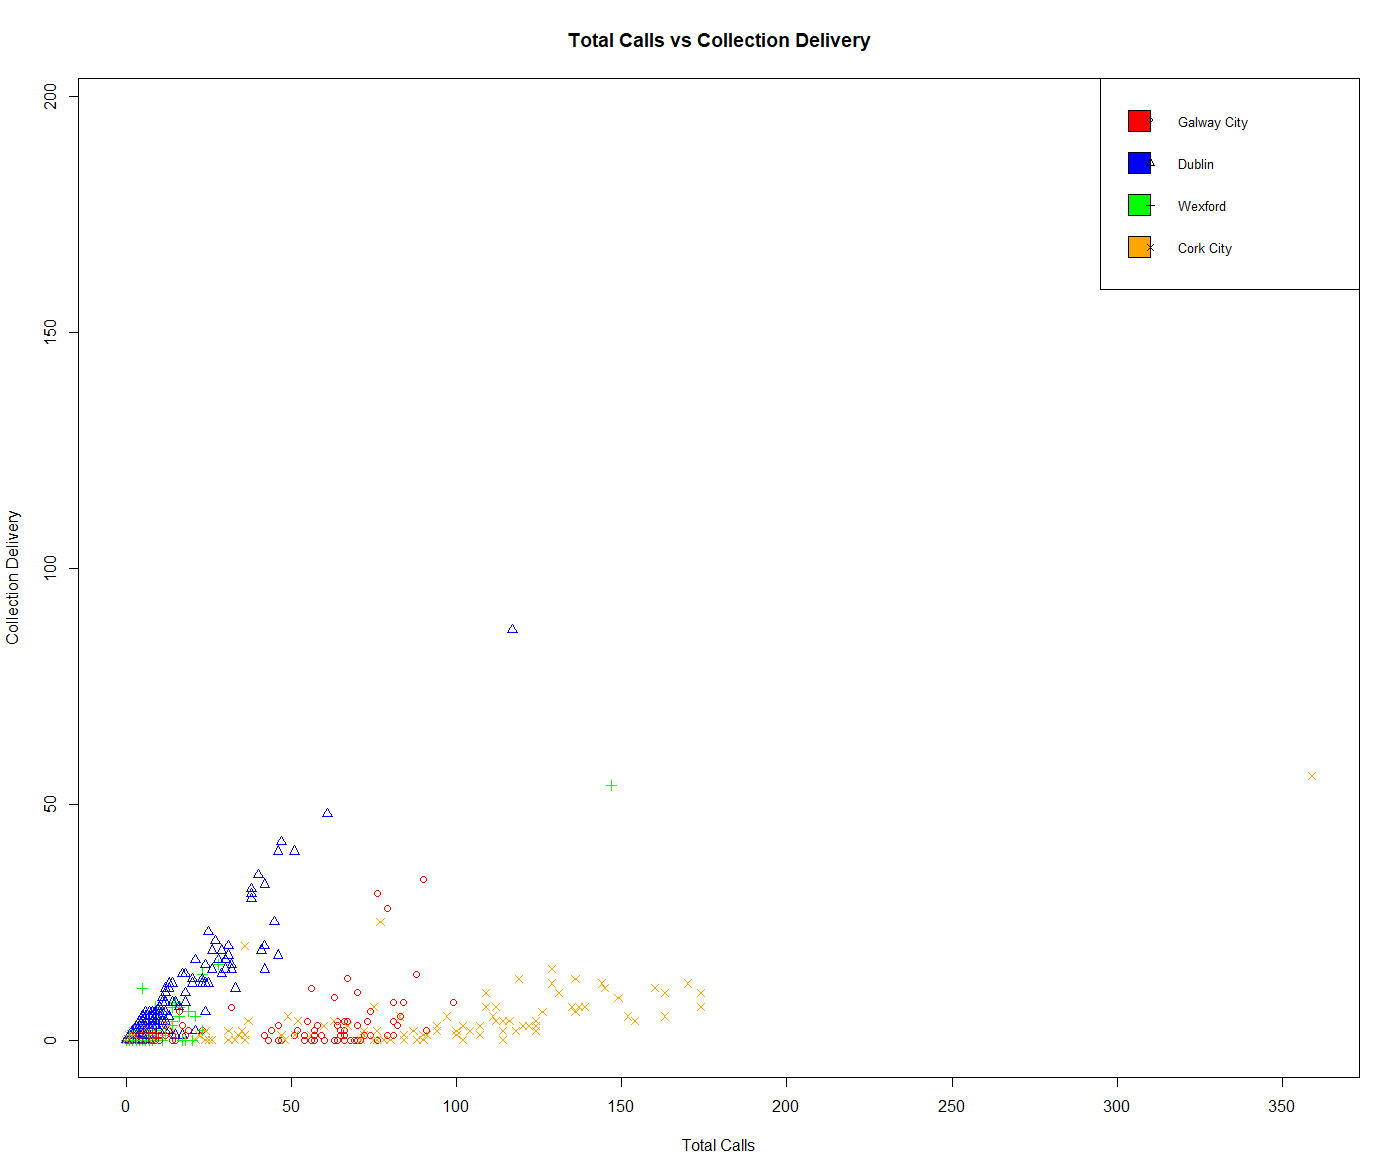 Total Calls vs Collection Delivery
Galway City
Dublin
Wexford
Cork City
Collection Delivery
200
150
100
50
0
0 50 100 150 200 250 300 350
Total Calls